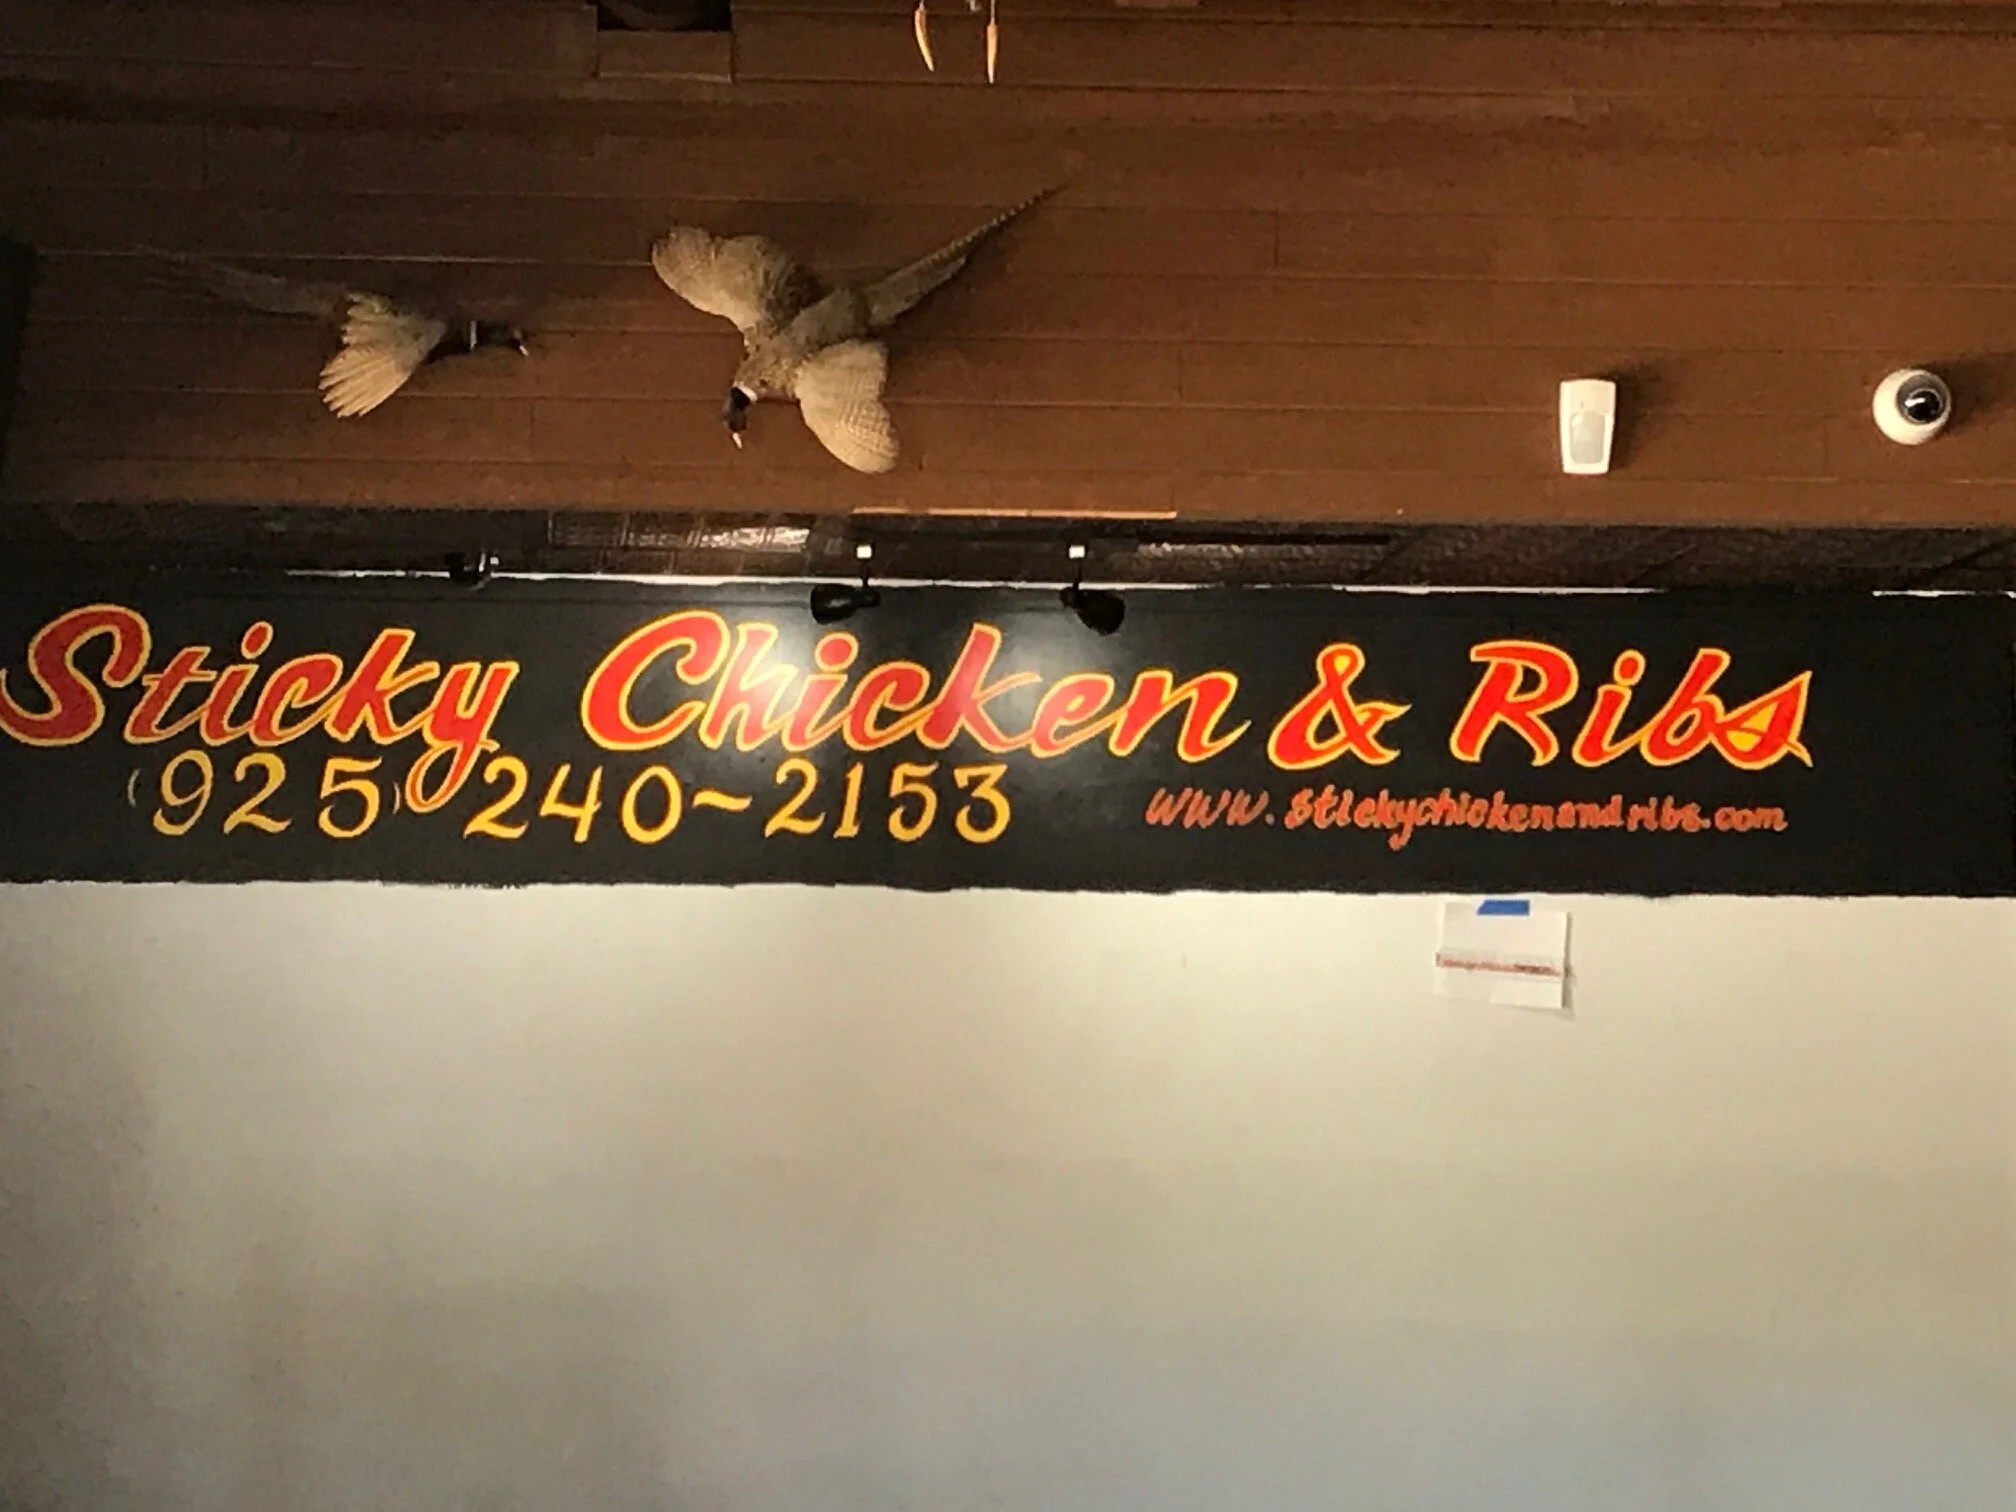 Sticky Chicken & Ribs
(925) 240-2153
www.stickychickenandribs.com